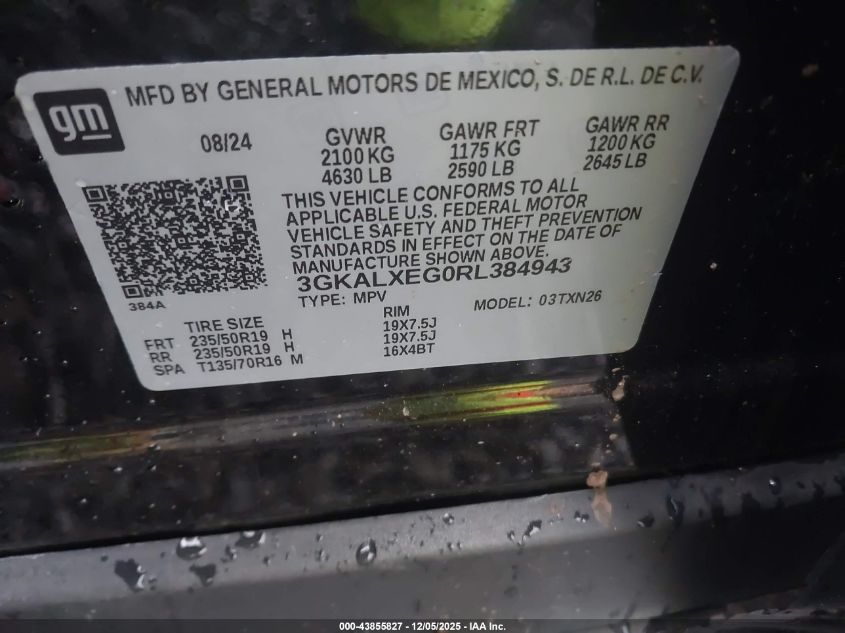 gm
MFD BY GENERAL MOTORS DE MEXICO, S. DE R.L. DE C.V.
08/24
GVWR
2100 KG
4630 LB
GAWR FRT
1175 KG
2590 LB
GAWR RR
1200 KG
2645 LB
THIS VEHICLE CONFORMS TO ALL
APPLICABLE U.S. FEDERAL MOTOR
VEHICLE SAFETY AND THEFT PREVENTION
STANDARDS IN EFFECT ON THE DATE OF
MANUFACTURE SHOWN ABOVE.
3GKALXEG0RL384943
384A
TYPE: MPV
MODEL: 03TXN26
TIRE SIZE RIM
FRT 235/50R19 H 19X7.5J
RR 235/50R19 H 19X7.5J
SPA T135/70R16 M 16X4BT
000-43855827 - 12/05/2025 - IAA Inc.